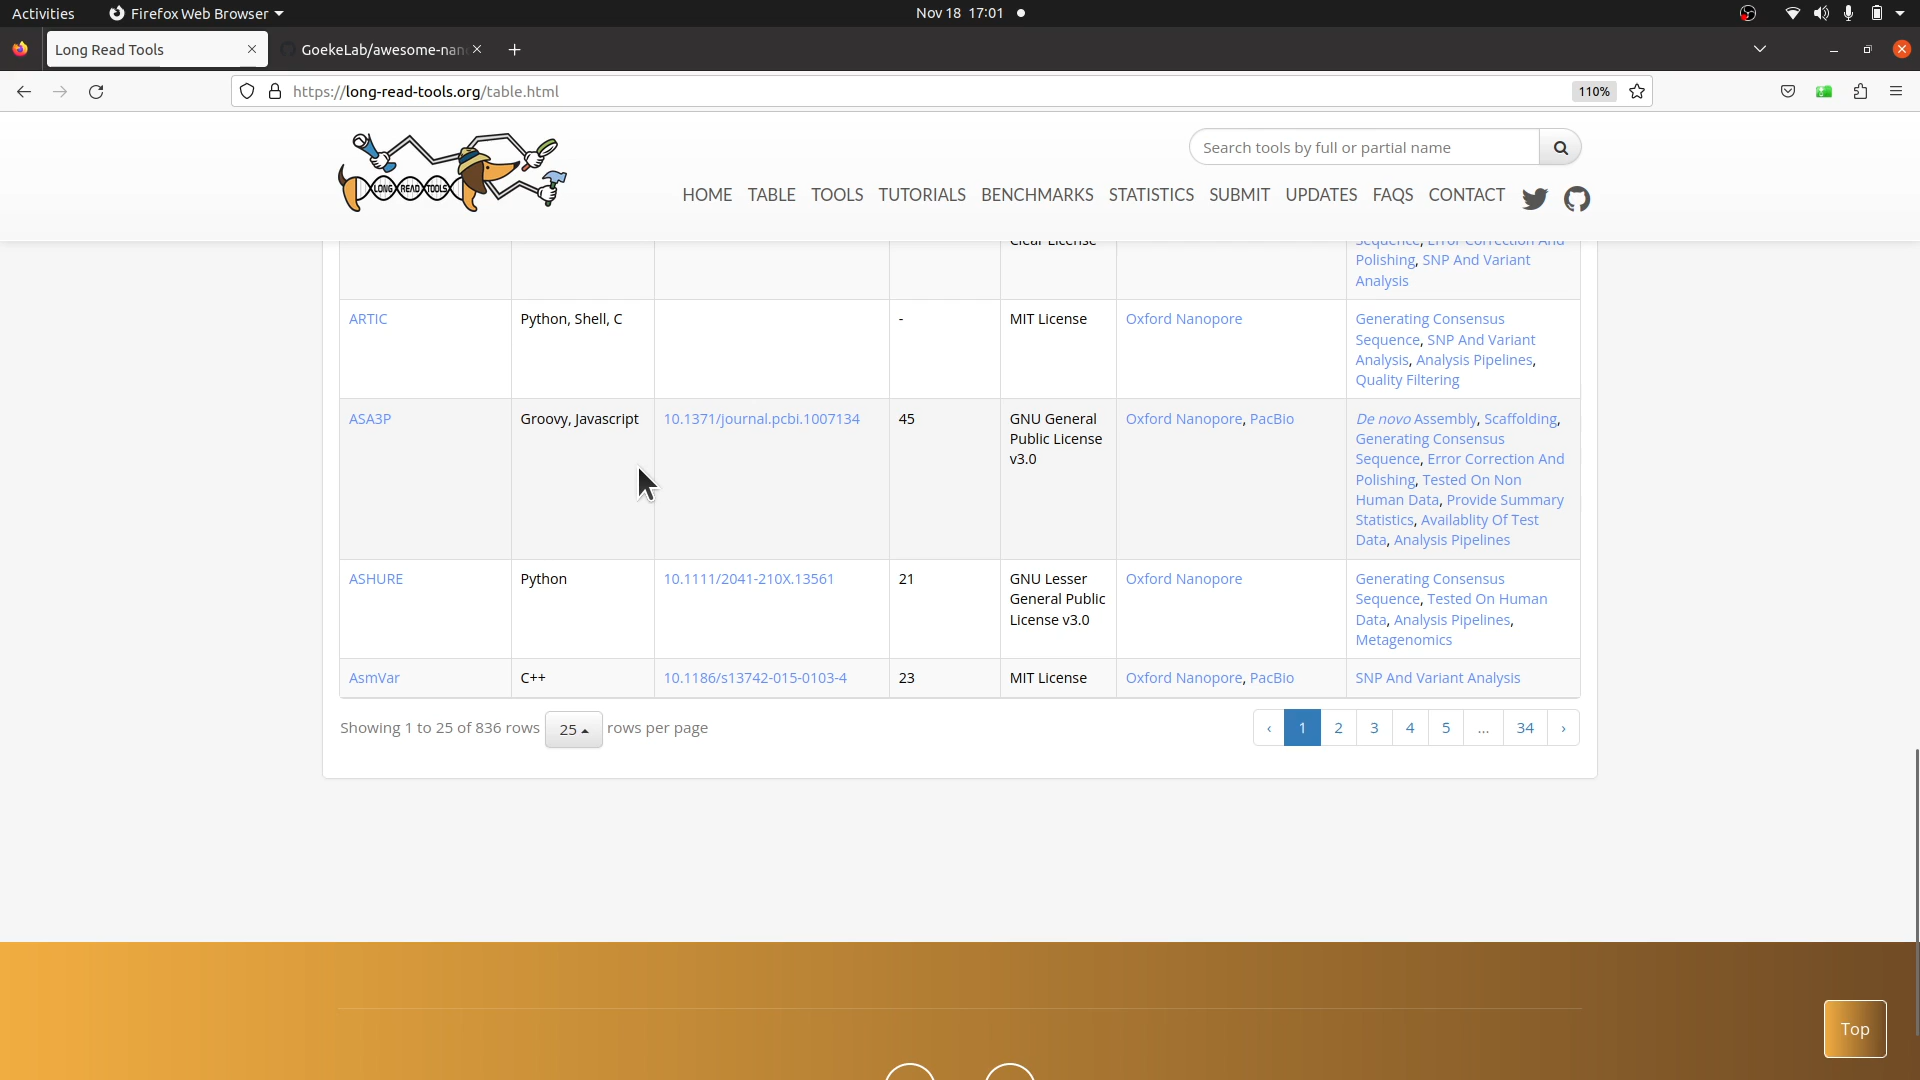 Activities Firefox Web Browser Nov 18 17:01
Long Read Tools GoekeLab/awesome-nan
https://long-read-tools.org/table.html 110%
LONG READ TOOLS
Search tools by full or partial name
HOME TABLE TOOLS TUTORIALS BENCHMARKS STATISTICS SUBMIT UPDATES FAQS CONTACT
Clear License Sequence, Error Correction And
Polishing, SNP And Variant
Analysis
ARTIC Python, Shell, C - MIT License Oxford Nanopore Generating Consensus
Sequence, SNP And Variant
Analysis, Analysis Pipelines,
Quality Filtering
ASA3P Groovy, Javascript 10.1371/journal.pcbi.1007134 45 GNU General Oxford Nanopore, PacBio De novo Assembly, Scaffolding,
Public License Generating Consensus
v3.0 Sequence, Error Correction And
Polishing, Tested On Non
Human Data, Provide Summary
Statistics, Availablity Of Test
Data, Analysis Pipelines
ASHURE Python 10.1111/2041-210X.13561 21 GNU Lesser Oxford Nanopore Generating Consensus
General Public Sequence, Tested On Human
License v3.0 Data, Analysis Pipelines,
Metagenomics
AsmVar C++ 10.1186/s13742-015-0103-4 23 MIT License Oxford Nanopore, PacBio SNP And Variant Analysis
Showing 1 to 25 of 836 rows 25 rows per page ‹ 1 2 3 4 5 ... 34 ›
Top